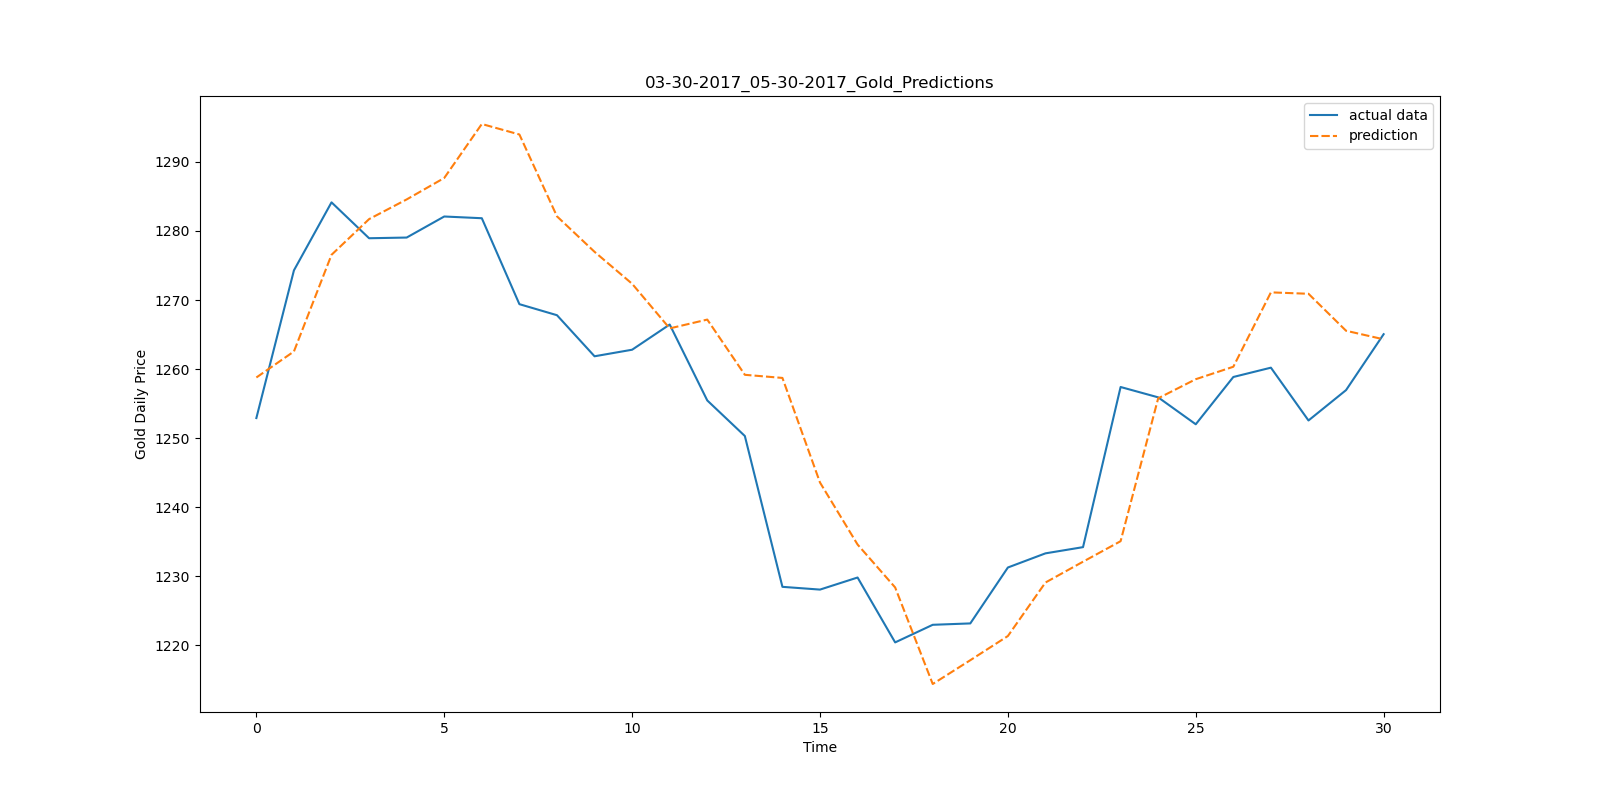 03-30-2017_05-30-2017_Gold_Predictions
actual data
prediction
1290
1280
1270
1260
1250
1240
1230
1220
Gold Daily Price
0 5 10 15 20 25 30
Time